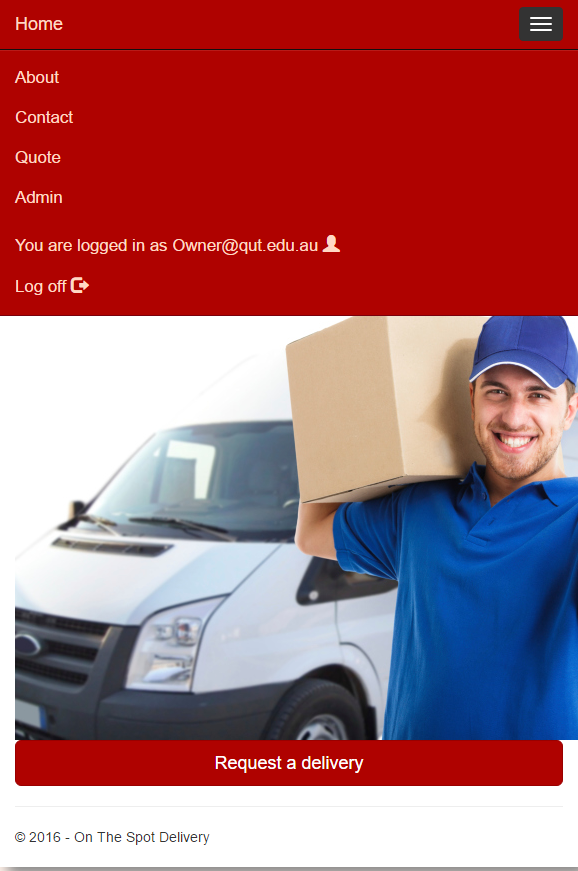 Home
About
Contact
Quote
Admin
You are logged in as Owner@qut.edu.au
Log off
Request a delivery
© 2016 - On The Spot Delivery